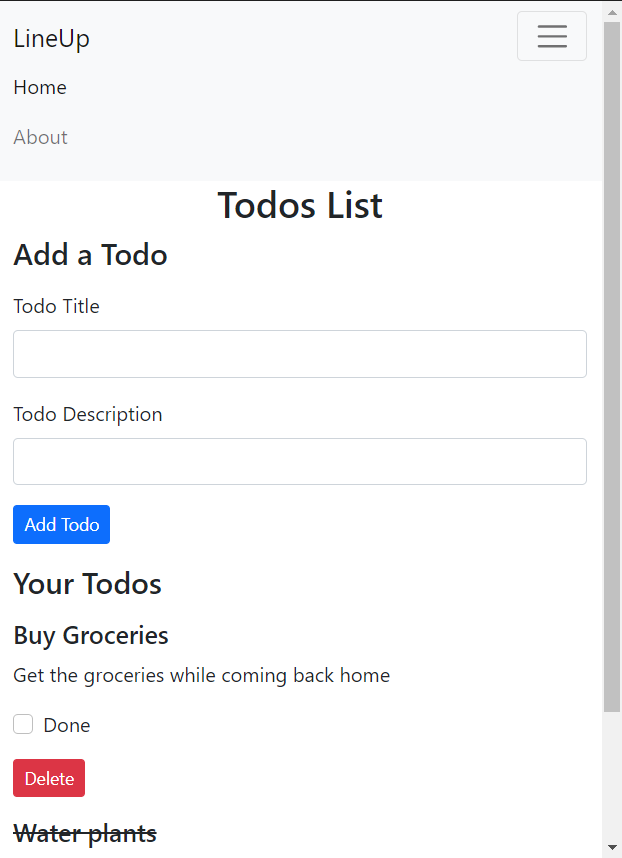 LineUp
Home
About
Todos List
Add a Todo
Todo Title
Todo Description
Add Todo
Your Todos
Buy Groceries
Get the groceries while coming back home
Done
Delete
Water plants